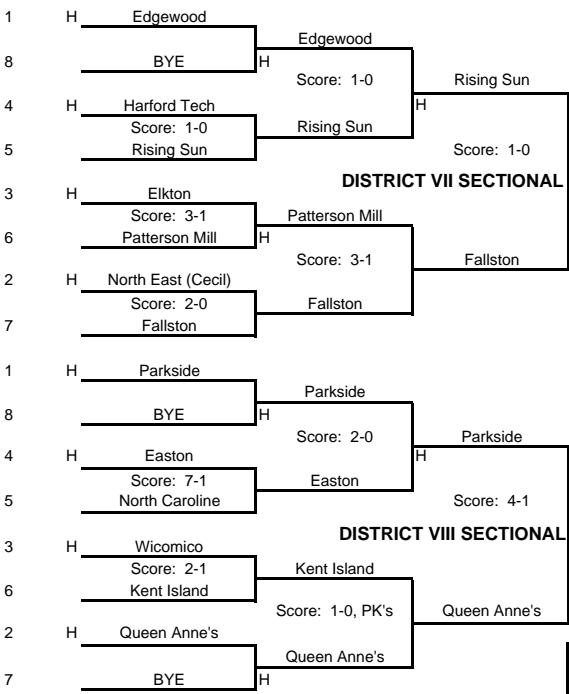 1 H Edgewood
Edgewood
8 BYE H
Score: 1-0 Rising Sun
4 H Harford Tech H
Score: 1-0 Rising Sun
5 Rising Sun Score: 1-0
DISTRICT VII SECTIONAL
3 H Elkton
Score: 3-1 Patterson Mill
6 Patterson Mill H
Score: 3-1 Fallston
2 H North East (Cecil)
Score: 2-0 Fallston
7 Fallston
1 H Parkside
Parkside
8 BYE H
Score: 2-0 Parkside
4 H Easton H
Score: 7-1 Easton
5 North Caroline Score: 4-1
DISTRICT VIII SECTIONAL
3 H Wicomico
Score: 2-1 Kent Island
6 Kent Island
Score: 1-0, PK's Queen Anne's
2 H Queen Anne's
Queen Anne's
7 BYE H